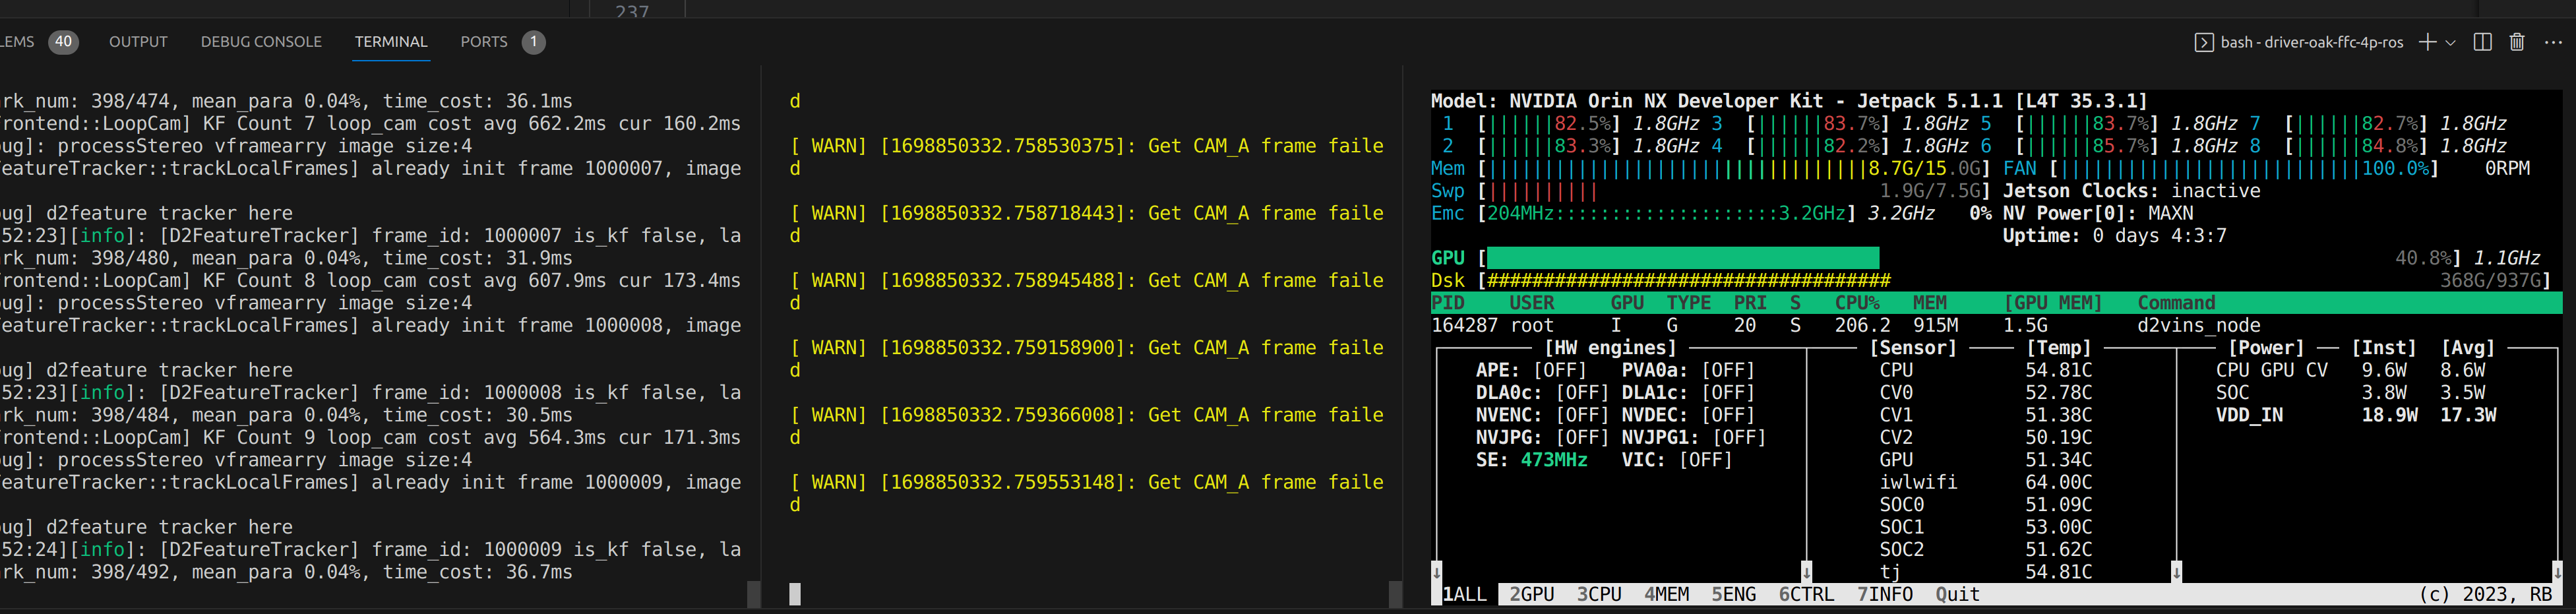 237
LEMS 40 OUTPUT DEBUG CONSOLE TERMINAL PORTS 1 bash - driver-oak-ffc-4p-ros
rk_num: 398/474, mean_para 0.04%, time_cost: 36.1ms
rontend::LoopCam] KF Count 7 loop_cam cost avg 662.2ms cur 160.2ms
ug]: processStereo vframearry image size:4
eatureTracker::trackLocalFrames] already init frame 1000007, image
ug] d2feature tracker here
52:23][info]: [D2FeatureTracker] frame_id: 1000007 is_kf false, la
rk_num: 398/480, mean_para 0.04%, time_cost: 31.9ms
rontend::LoopCam] KF Count 8 loop_cam cost avg 607.9ms cur 173.4ms
ug]: processStereo vframearry image size:4
eatureTracker::trackLocalFrames] already init frame 1000008, image
ug] d2feature tracker here
52:23][info]: [D2FeatureTracker] frame_id: 1000008 is_kf false, la
rk_num: 398/484, mean_para 0.04%, time_cost: 30.5ms
rontend::LoopCam] KF Count 9 loop_cam cost avg 564.3ms cur 171.3ms
ug]: processStereo vframearry image size:4
eatureTracker::trackLocalFrames] already init frame 1000009, image
ug] d2feature tracker here
52:24][info]: [D2FeatureTracker] frame_id: 1000009 is_kf false, la
rk_num: 398/492, mean_para 0.04%, time_cost: 36.7ms
d
[ WARN] [1698850332.758530375]: Get CAM_A frame faile
d
[ WARN] [1698850332.758718443]: Get CAM_A frame faile
d
[ WARN] [1698850332.758945488]: Get CAM_A frame faile
d
[ WARN] [1698850332.759158900]: Get CAM_A frame faile
d
[ WARN] [1698850332.759366008]: Get CAM_A frame faile
d
[ WARN] [1698850332.759553148]: Get CAM_A frame faile
d
Model: NVIDIA Orin NX Developer Kit - Jetpack 5.1.1 [L4T 35.3.1]
1 [||||||82.5%] 1.8GHz 3 [||||||83.7%] 1.8GHz 5 [||||||83.7%] 1.8GHz 7 [||||||82.7%] 1.8GHz
2 [||||||83.3%] 1.8GHz 4 [||||||82.2%] 1.8GHz 6 [||||||85.7%] 1.8GHz 8 [||||||84.8%] 1.8GHz
Mem [||||||||||||||||||||||||||||||||||8.7G/15.0G] FAN [|||||||||||||||||||||||||||100.0%] 0RPM
Swp [|||||||||| 1.9G/7.5G] Jetson Clocks: inactive
Emc [204MHz::::::::::::::::::::3.2GHz] 3.2GHz 0% NV Power[0]: MAXN
Uptime: 0 days 4:3:7
GPU [ 40.8%] 1.1GHz
Dsk [#################################### 368G/937G]
PID USER GPU TYPE PRI S CPU% MEM [GPU MEM] Command
164287 root I G 20 S 206.2 915M 1.5G d2vins_node
[HW engines] [Sensor] [Temp] [Power] [Inst] [Avg]
APE: [OFF] PVA0a: [OFF] CPU 54.81C CPU GPU CV 9.6W 8.6W
DLA0c: [OFF] DLA1c: [OFF] CV0 52.78C SOC 3.8W 3.5W
NVENC: [OFF] NVDEC: [OFF] CV1 51.38C VDD_IN 18.9W 17.3W
NVJPG: [OFF] NVJPG1: [OFF] CV2 50.19C
SE: 473MHz VIC: [OFF] GPU 51.34C
iwlwifi 64.00C
SOC0 51.09C
SOC1 53.00C
SOC2 51.62C
↓ ↓ tj 54.81C ↓ ↓
1ALL 2GPU 3CPU 4MEM 5ENG 6CTRL 7INFO Quit (c) 2023, RB